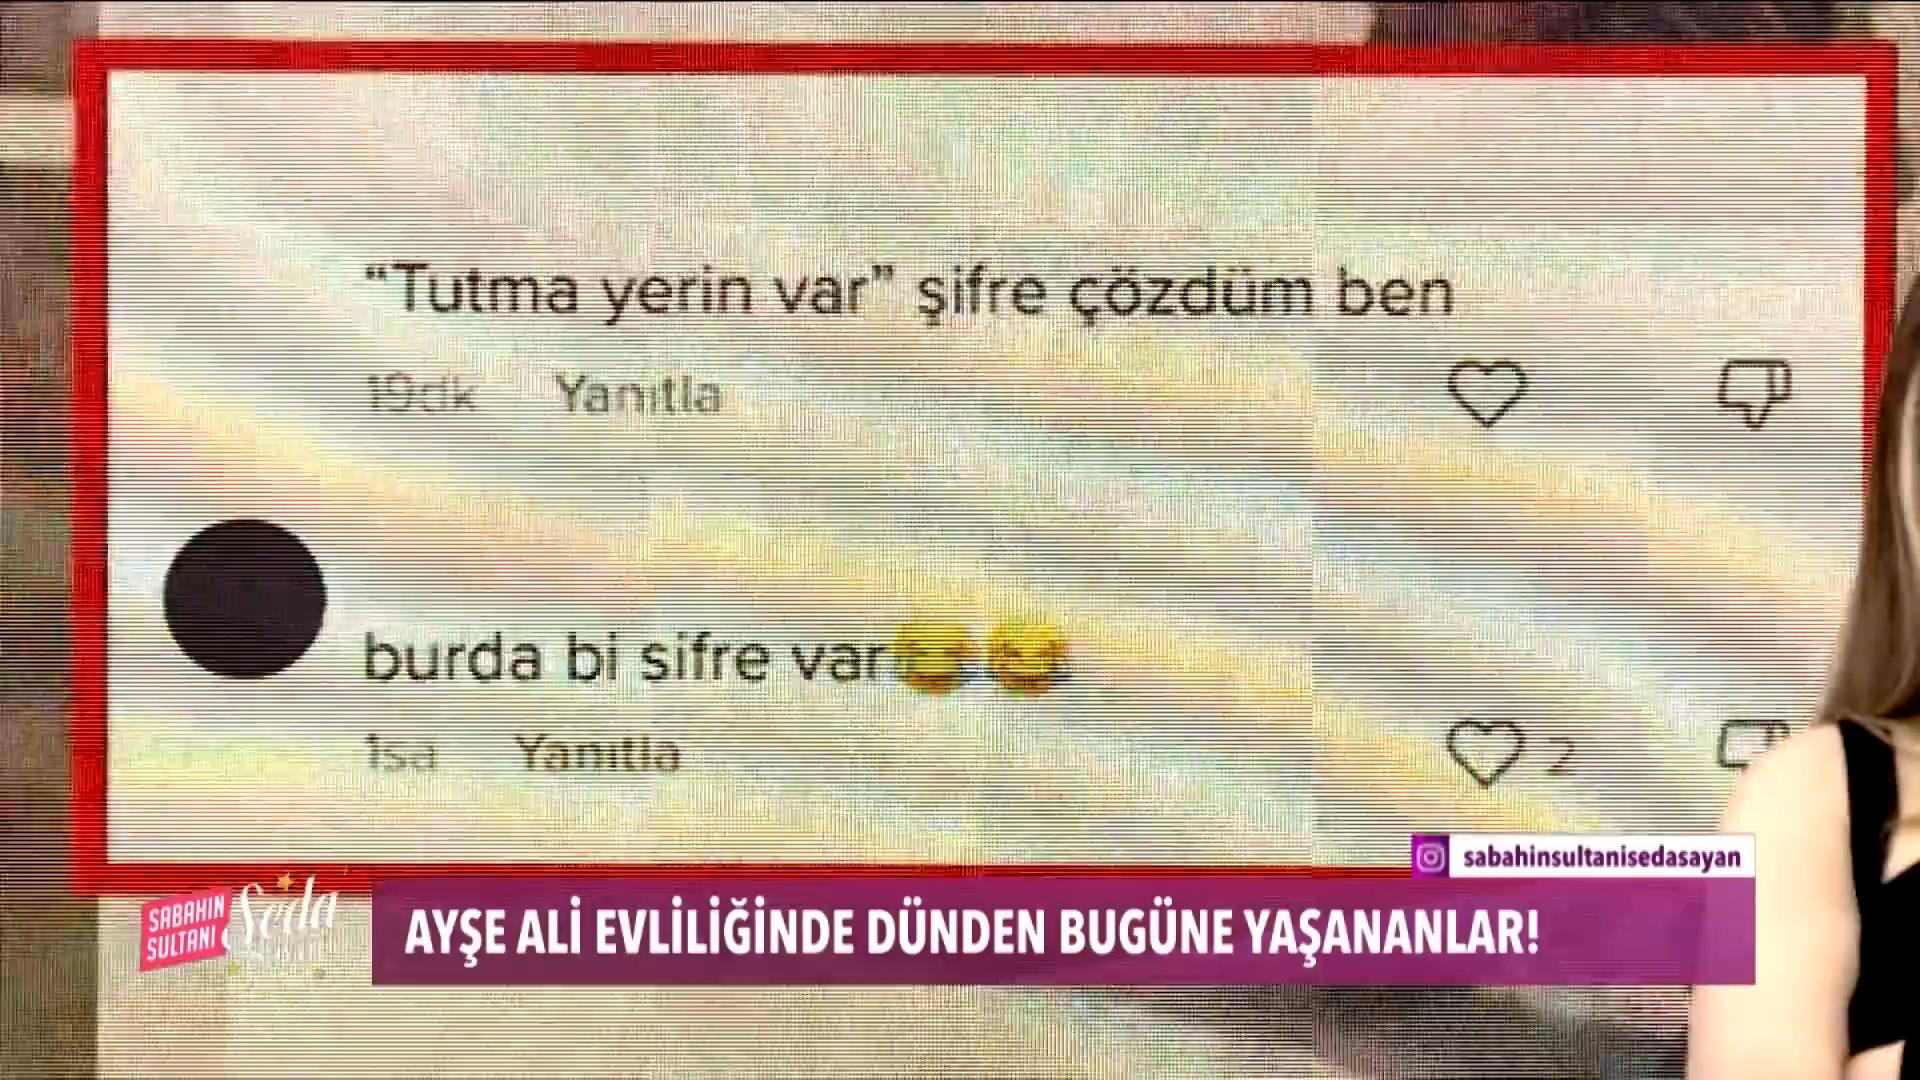 “Tutma yerin var” şifre çözdüm ben
19dk Yanıtla
burda bi sifre var
1sa Yanıtla
2
sabahinsultanisedasayan
SABAHIN
SULTANI
Seda
AYŞE ALİ EVLİLİĞİNDE DÜNDEN BUGÜNE YAŞANANLAR!